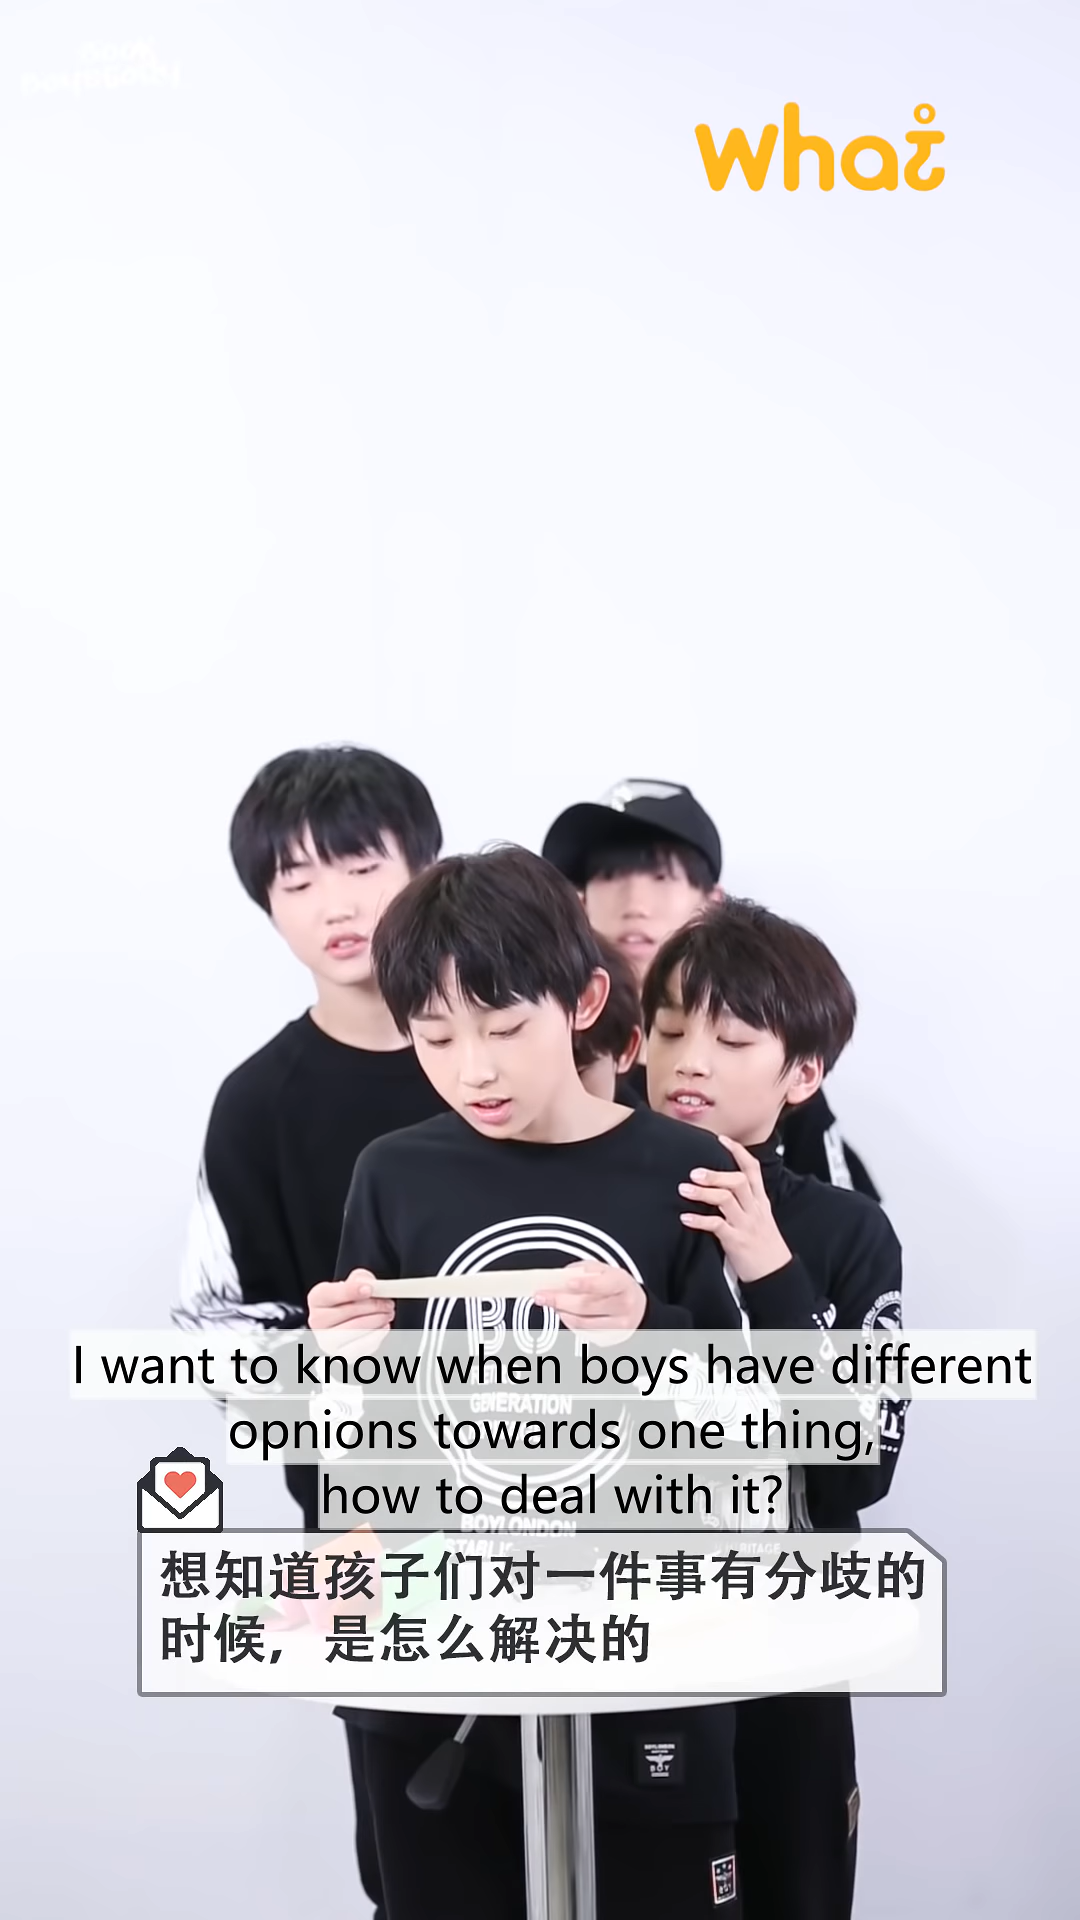 what
I want to know when boys have different
opnions towards one thing,
how to deal with it?
想知道孩子们对一件事有分歧的
时候，是怎么解决的
BOY
GENERATION
BOYLONDON
BOY